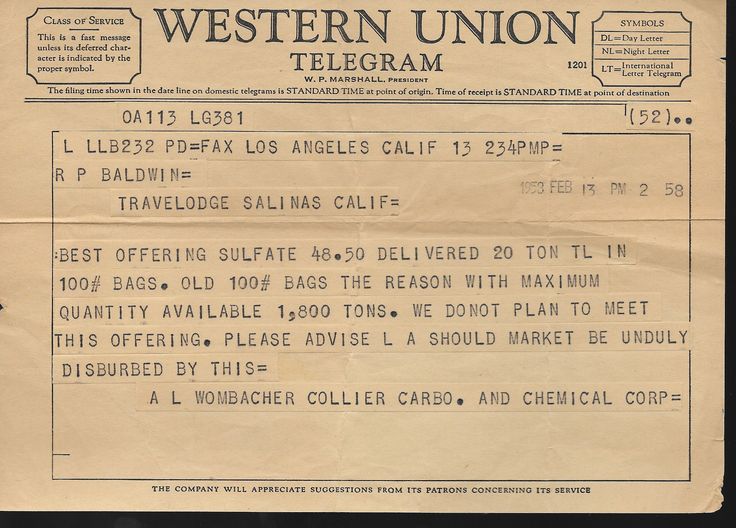 CLASS OF SERVICE
This is a fast message
unless its deferred char-
acter is indicated by the
proper symbol.
WESTERN UNION
TELEGRAM
W. P. MARSHALL, PRESIDENT
1201
SYMBOLS
DL=Day Letter
NL=Night Letter
LT=International Letter Telegram
The filing time shown in the date line on domestic telegrams is STANDARD TIME at point of origin. Time of receipt is STANDARD TIME at point of destination
OA113 LG381
(52)..
L LLB232 PD=FAX LOS ANGELES CALIF 13 234PMP=
R P BALDWIN=
1958 FEB 13 PM 2 58
TRAVELODGE SALINAS CALIF=
:BEST OFFERING SULFATE 48.50 DELIVERED 20 TON TL IN
100# BAGS. OLD 100# BAGS THE REASON WITH MAXIMUM
QUANTITY AVAILABLE 1,800 TONS. WE DONOT PLAN TO MEET
THIS OFFERING. PLEASE ADVISE L A SHOULD MARKET BE UNDULY
DISBURBED BY THIS=
A L WOMBACHER COLLIER CARBO. AND CHEMICAL CORP=
THE COMPANY WILL APPRECIATE SUGGESTIONS FROM ITS PATRONS CONCERNING ITS SERVICE